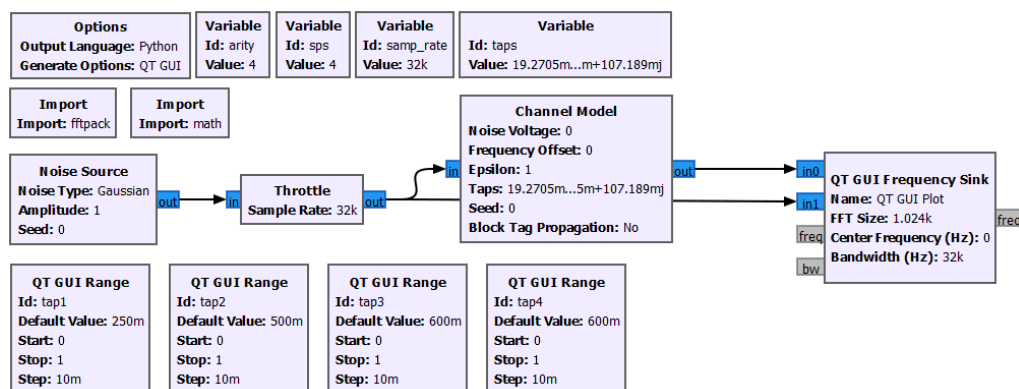 Options
Output Language: Python
Generate Options: QT GUI
Variable
Id: arity
Value: 4
Variable
Id: sps
Value: 4
Variable
Id: samp_rate
Value: 32k
Variable
Id: taps
Value: 19.2705m...m+107.189mj
Import
Import: fftpack
Import
Import: math
Noise Source
Noise Type: Gaussian
Amplitude: 1
Seed: 0
out
in
Throttle
Sample Rate: 32k
out
in
Channel Model
Noise Voltage: 0
Frequency Offset: 0
Epsilon: 1
Taps: 19.2705m...5m+107.189mj
Seed: 0
Block Tag Propagation: No
out
in0
in1
freq
bw
QT GUI Frequency Sink
Name: QT GUI Plot
FFT Size: 1.024k
Center Frequency (Hz): 0
Bandwidth (Hz): 32k
freq
QT GUI Range
Id: tap1
Default Value: 250m
Start: 0
Stop: 1
Step: 10m
QT GUI Range
Id: tap2
Default Value: 500m
Start: 0
Stop: 1
Step: 10m
QT GUI Range
Id: tap3
Default Value: 600m
Start: 0
Stop: 1
Step: 10m
QT GUI Range
Id: tap4
Default Value: 600m
Start: 0
Stop: 1
Step: 10m